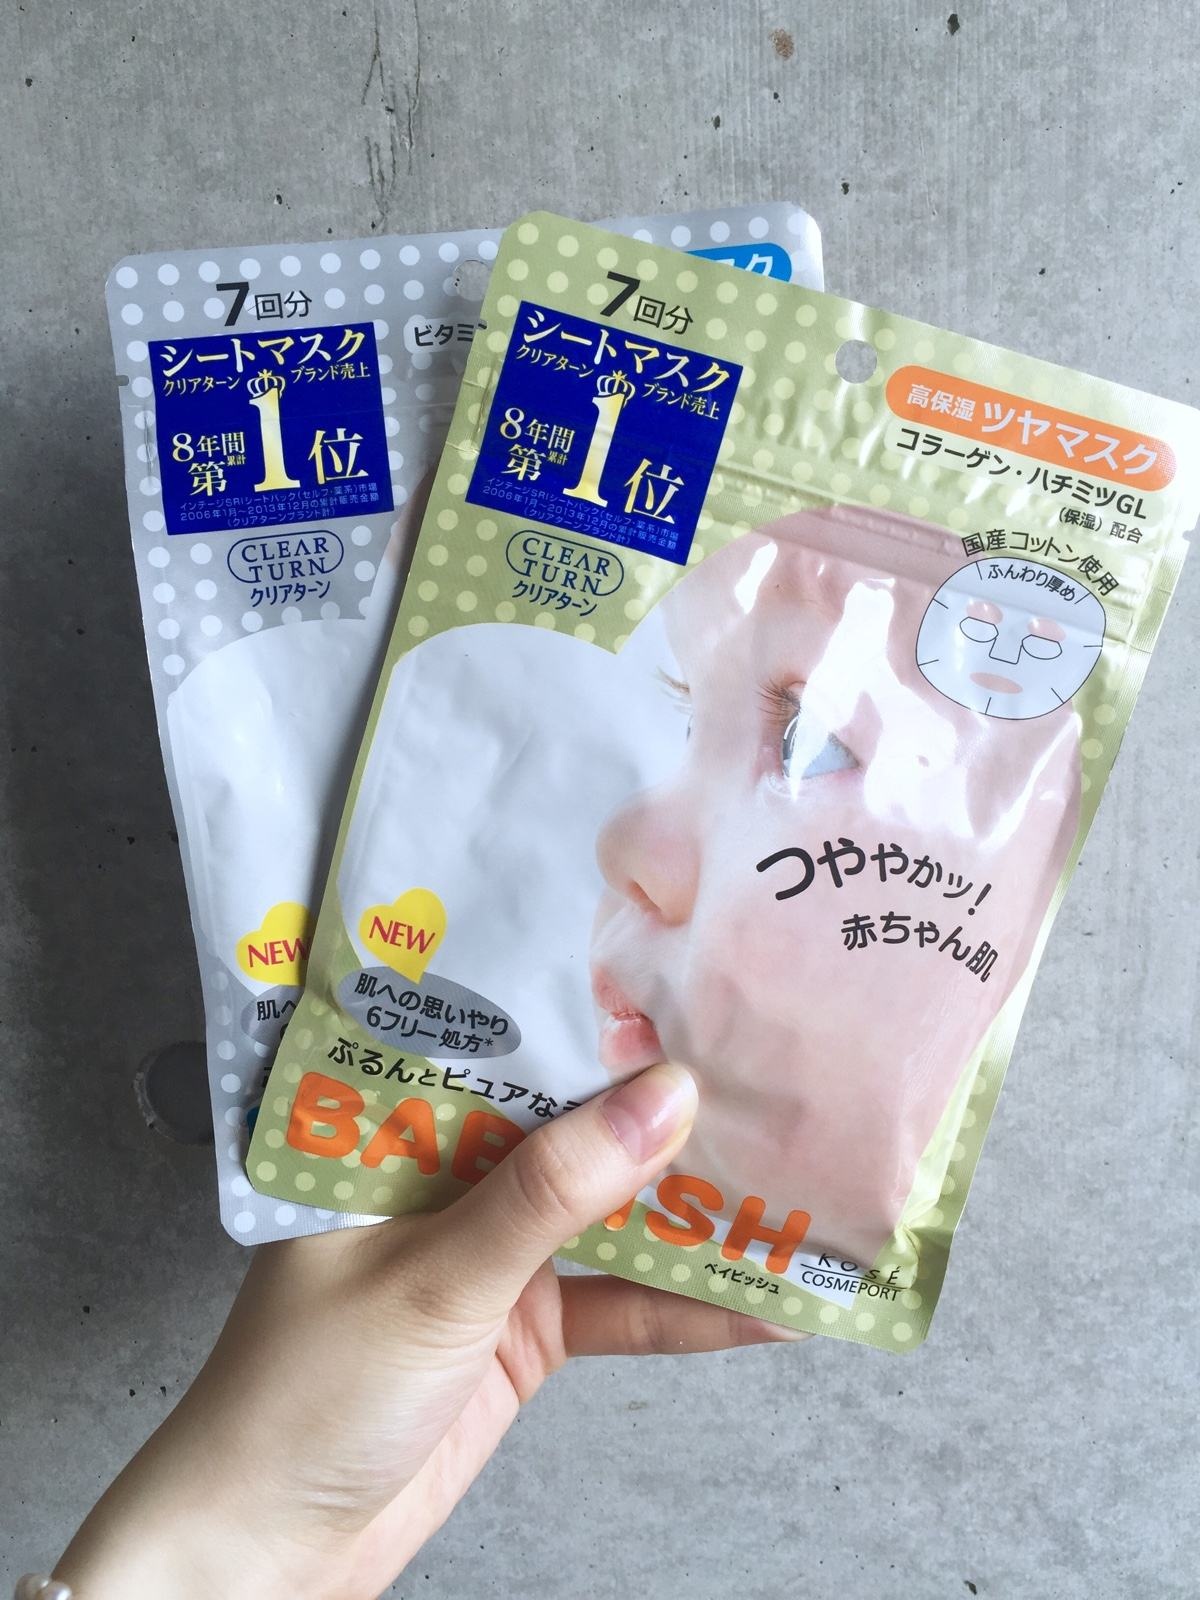 7回分
シートマスク
クリアターン ブランド売上
8年間
累計
第1位
インテージSRIシートパック(セルフ・薬系)市場
2006年1月～2013年12月の累計販売金額
(クリアターンブランド計)
CLEAR
TURN
クリアターン
ビタミン
スク
NEW
肌へ
7回分
シートマスク
クリアターン ブランド売上
8年間
累計
第1位
インテージSRIシートパック(セルフ・薬系)市場
2006年1月～2013年12月の累計販売金額
(クリアターンブランド計)
CLEAR
TURN
クリアターン
高保湿 ツヤマスク
コラーゲン・ハチミツGL
(保湿) 配合
国産コットン使用
ふんわり厚め
つややかッ!
赤ちゃん肌
NEW
肌への思いやり
6フリー処方*
ぷるんとピュアな
BABYISH
ベイビッシュ
KOSÉ
COSMEPORT